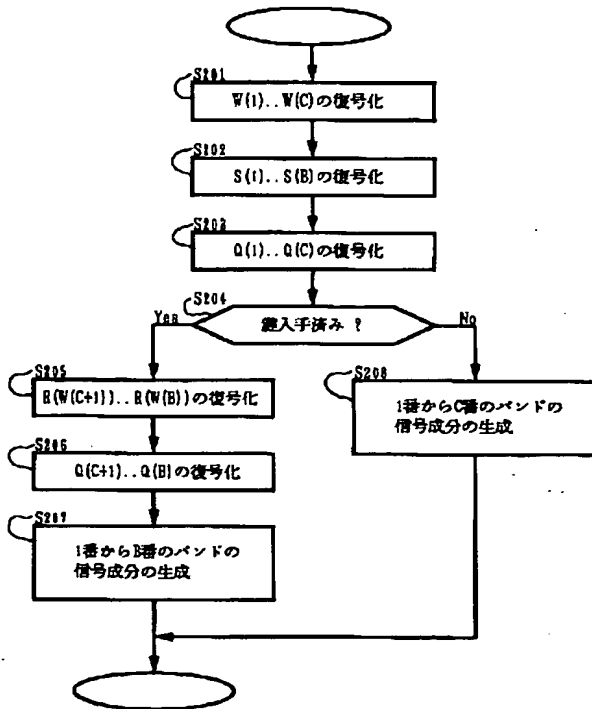 S201
W(1)..W(C)の復号化
S202
S(1)..S(B)の復号化
S203
Q(1)..Q(C)の復号化
S204
鍵入手済み ?
Yes
No
S205
R(W(C+1))..R(W(B))の復号化
S206
Q(C+1)..Q(B)の復号化
S207
1番からB番のバンドの
信号成分の生成
S208
1番からC番のバンドの
信号成分の生成